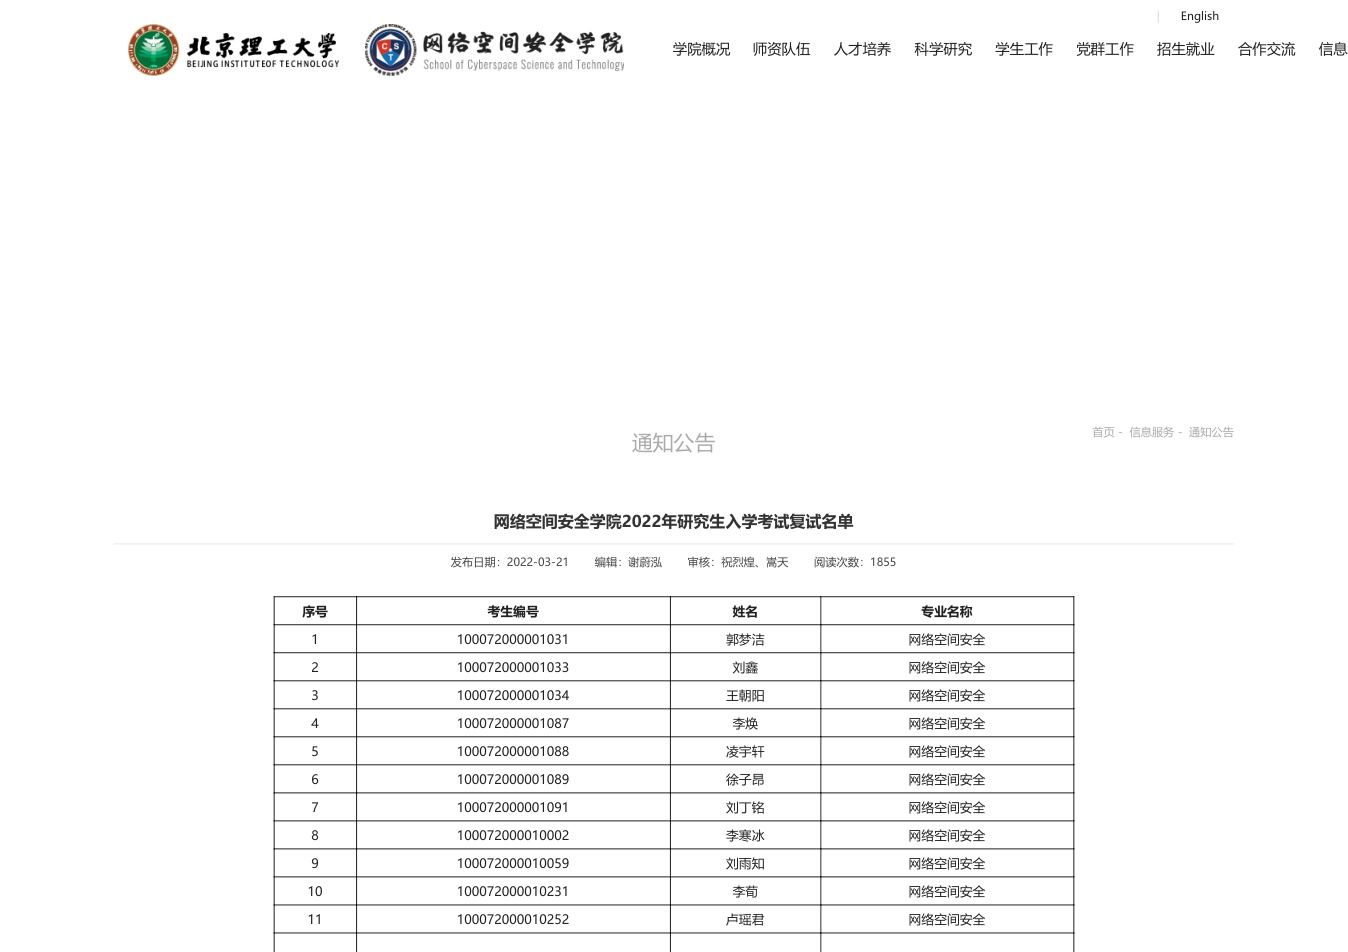 English
北京理工大学
BEIJING INSTITUTE OF TECHNOLOGY
网络空间安全学院
School of Cyberspace Science and Technology
学院概况 师资队伍 人才培养 科学研究 学生工作 党群工作 招生就业 合作交流 信息
首页 - 信息服务 - 通知公告
通知公告
网络空间安全学院2022年研究生入学考试复试名单
发布日期：2022-03-21 编辑：谢蔚泓 审核：祝烈煌、嵩天 阅读次数：1855
序号 考生编号 姓名 专业名称
1 100072000001031 郭梦洁 网络空间安全
2 100072000001033 刘鑫 网络空间安全
3 100072000001034 王朝阳 网络空间安全
4 100072000001087 李焕 网络空间安全
5 100072000001088 凌宇轩 网络空间安全
6 100072000001089 徐子昂 网络空间安全
7 100072000001091 刘丁铭 网络空间安全
8 100072000010002 李寒冰 网络空间安全
9 100072000010059 刘雨知 网络空间安全
10 100072000010231 李荀 网络空间安全
11 100072000010252 卢瑶君 网络空间安全